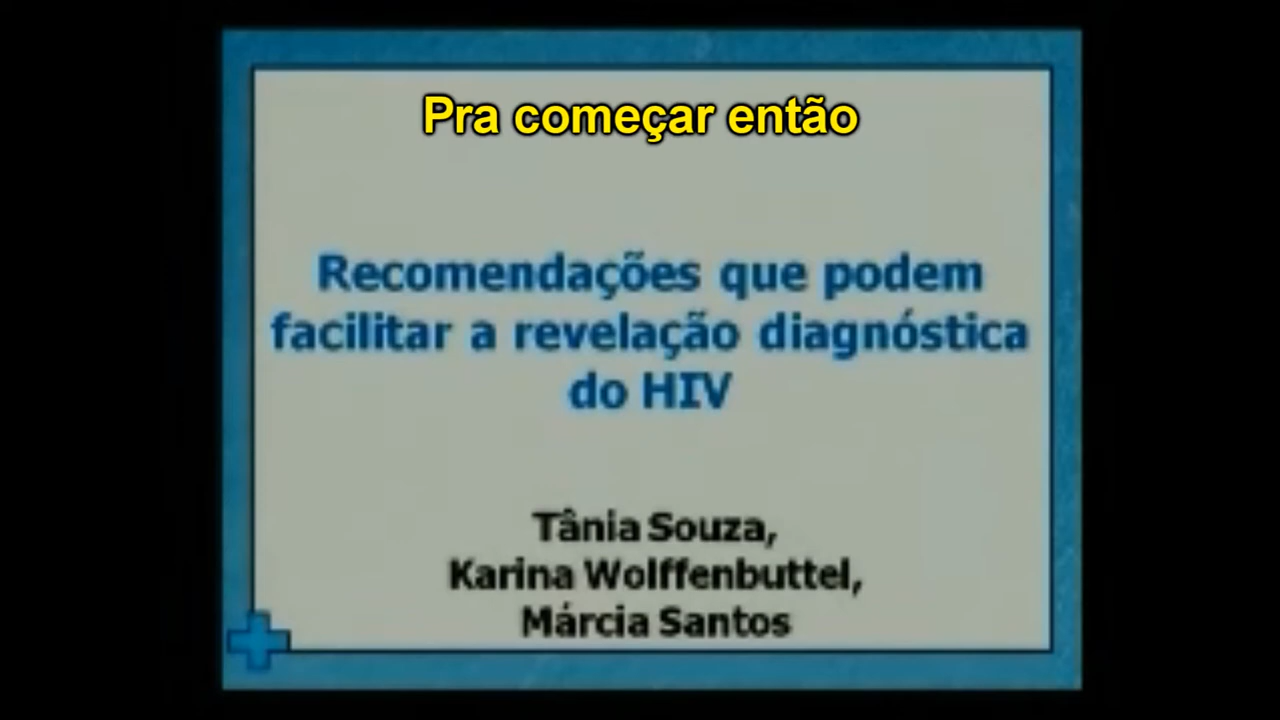 Pra começar então
Recomendações que podem
facilitar a revelação diagnóstica
do HIV
Tânia Souza,
Karina Wolffenbuttel,
Márcia Santos